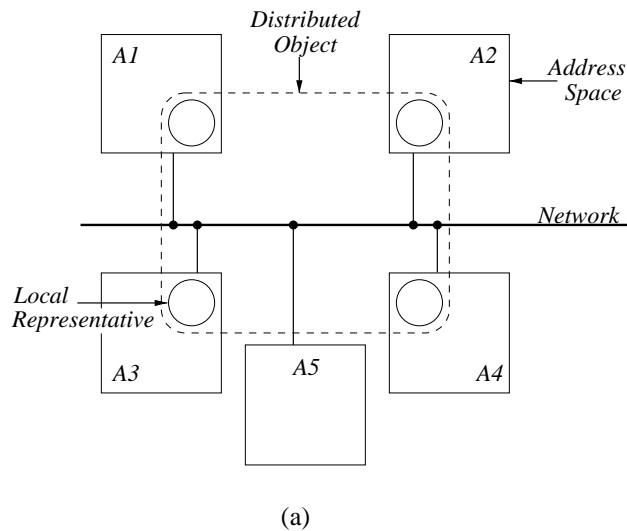 Distributed
Object
A1
A2
Address
Space
Network
Local
Representative
A3
A5
A4
(a)